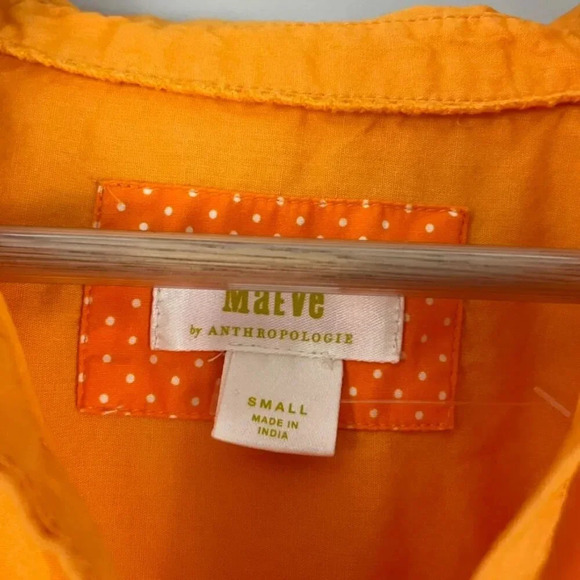 MaEve
by ANTHROPOLOGIE
SMALL
MADE IN
INDIA